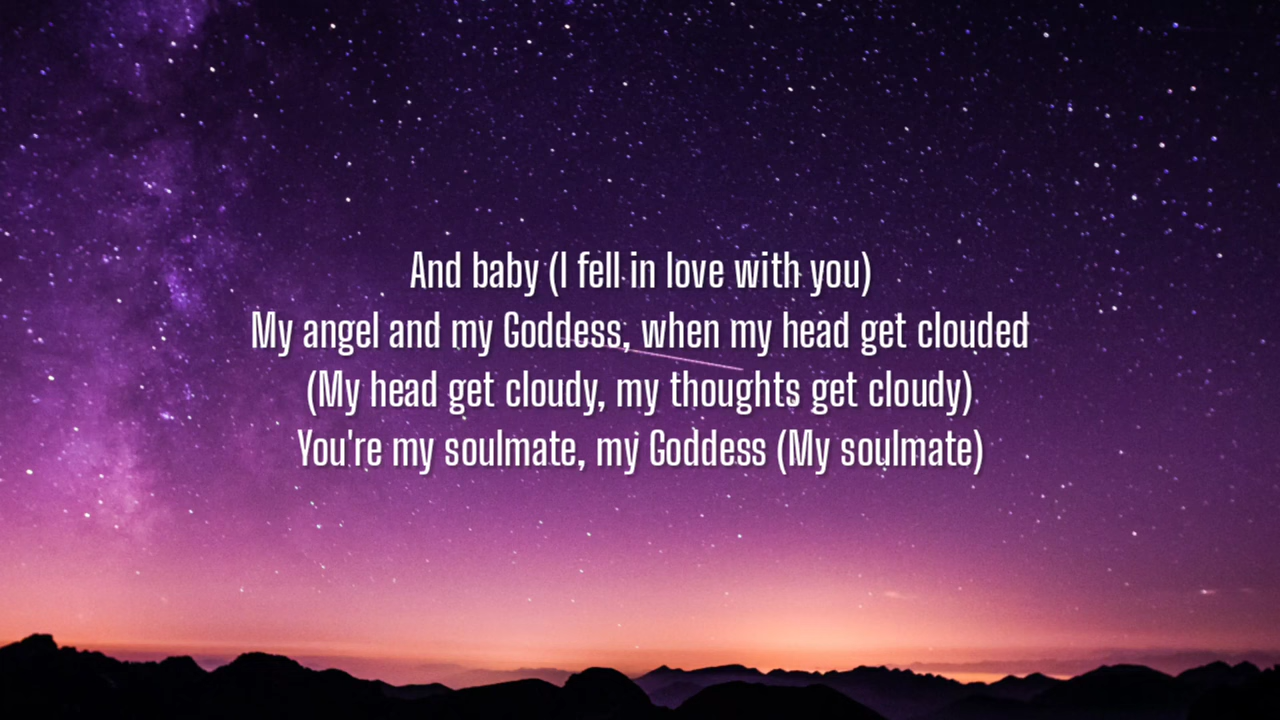 And baby (I fell in love with you)
My angel and my Goddess, when my head get clouded
(My head get cloudy, my thoughts get cloudy)
You're my soulmate, my Goddess (My soulmate)